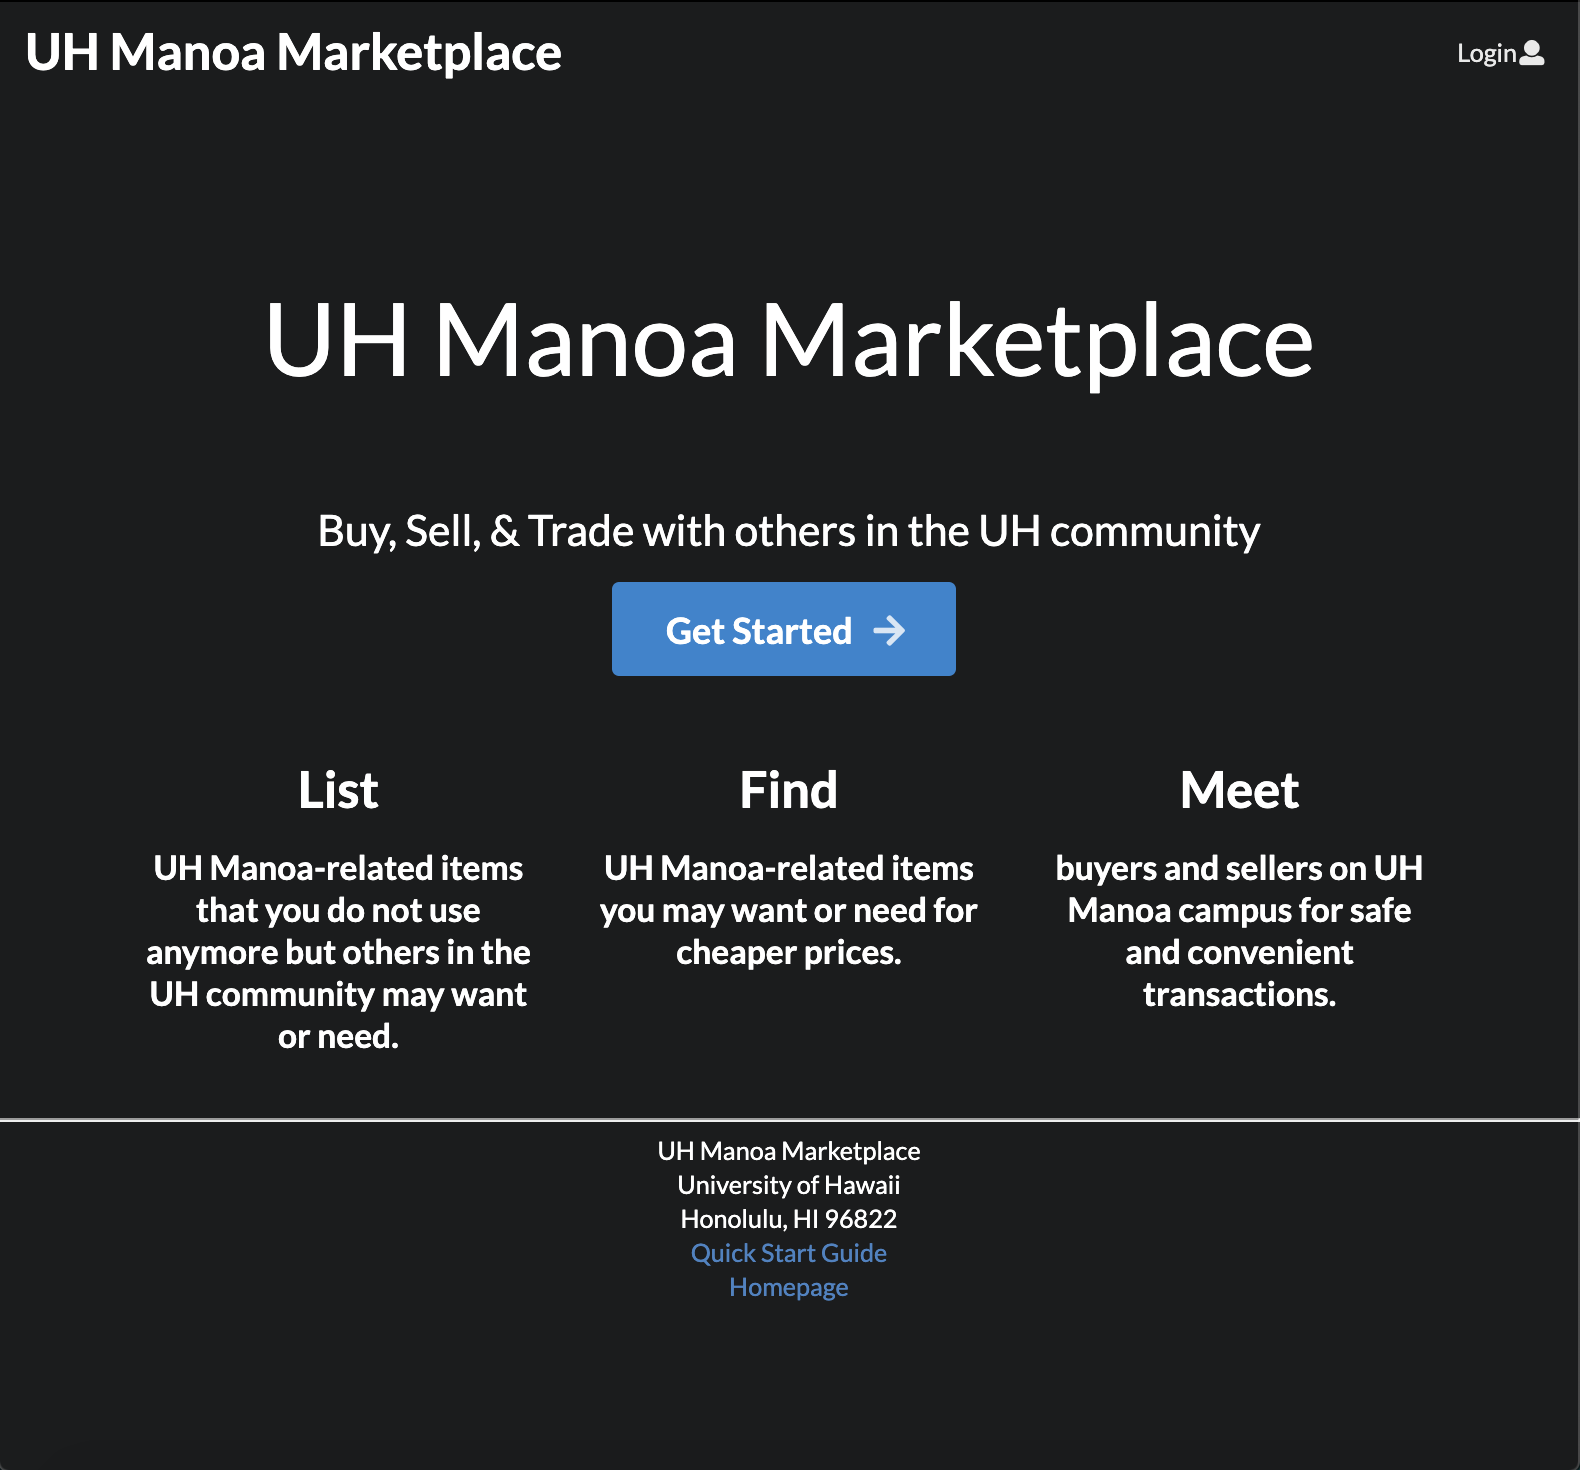 UH Manoa Marketplace
Login
UH Manoa Marketplace
Buy, Sell, & Trade with others in the UH community
Get Started
List
UH Manoa-related items
that you do not use
anymore but others in the
UH community may want
or need.
Find
UH Manoa-related items
you may want or need for
cheaper prices.
Meet
buyers and sellers on UH
Manoa campus for safe
and convenient
transactions.
UH Manoa Marketplace
University of Hawaii
Honolulu, HI 96822
Quick Start Guide
Homepage